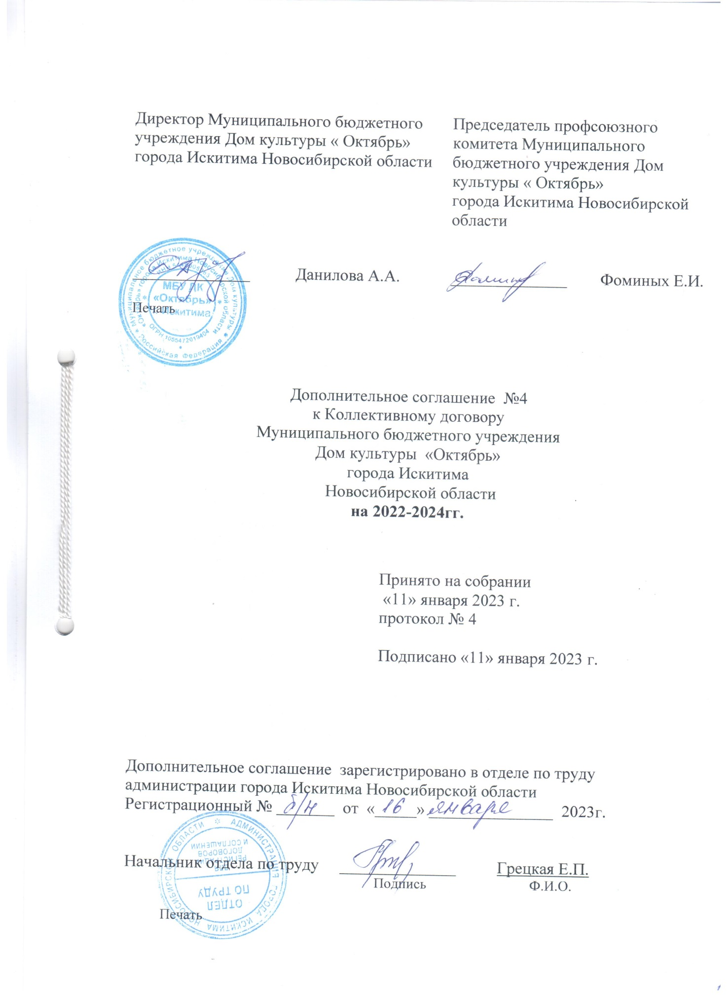 Директор Муниципального бюджетного
учреждения Дом культуры « Октябрь»
города Искитима Новосибирской области
Председатель профсоюзного
комитета Муниципального
бюджетного учреждения Дом
культуры « Октябрь»
города Искитима Новосибирской
области
Данилова А.А.
Фоминых Е.И.
Печать
Муниципальное бюджетное учреждение Дом культуры
«Октябрь» города Искитима Новосибирской области
Российская Федерация
ОГРН 1055472019404
МБУ ДК
«Октябрь»
Искитима
Дополнительное соглашение №4
к Коллективному договору
Муниципального бюджетного учреждения
Дом культуры «Октябрь»
города Искитима
Новосибирской области
на 2022-2024гг.
Принято на собрании
«11» января 2023 г.
протокол № 4
Подписано «11» января 2023 г.
Дополнительное соглашение зарегистрировано в отделе по труду
администрации города Искитима Новосибирской области
Регистрационный № б/н от « 16 » января 2023г.
Начальник отдела по труду
Грецкая Е.П.
Подпись
Ф.И.О.
Печать
АДМИНИСТРАЦИЯ ГОРОДА ИСКИТИМА НОВОСИБИРСКОЙ ОБЛАСТИ
ОТДЕЛ
ПО ТРУДУ
ДЛЯ
РЕГИСТРАЦИИ
ДОГОВОРОВ
И СОГЛАШЕНИЙ